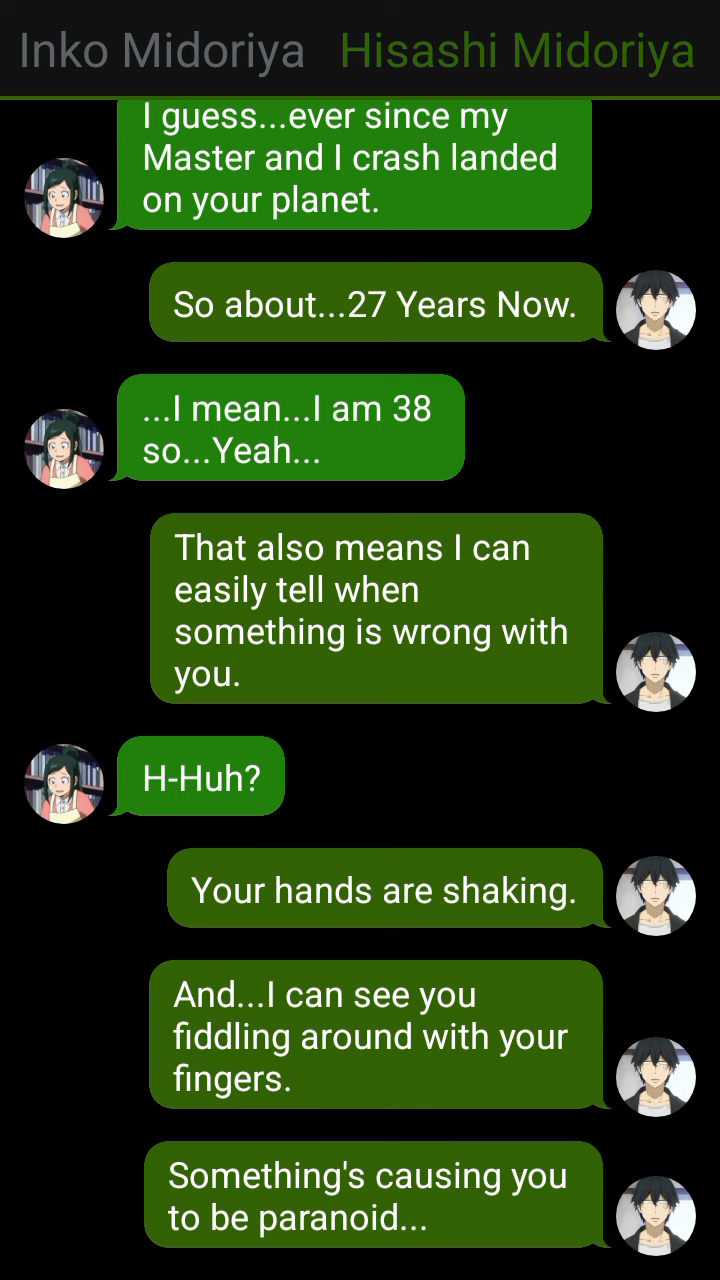 Inko Midoriya Hisashi Midoriya
I guess...ever since my
Master and I crash landed
on your planet.
So about...27 Years Now.
...I mean...I am 38
so...Yeah...
That also means I can
easily tell when
something is wrong with
you.
H-Huh?
Your hands are shaking.
And...I can see you
fiddling around with your
fingers.
Something's causing you
to be paranoid...